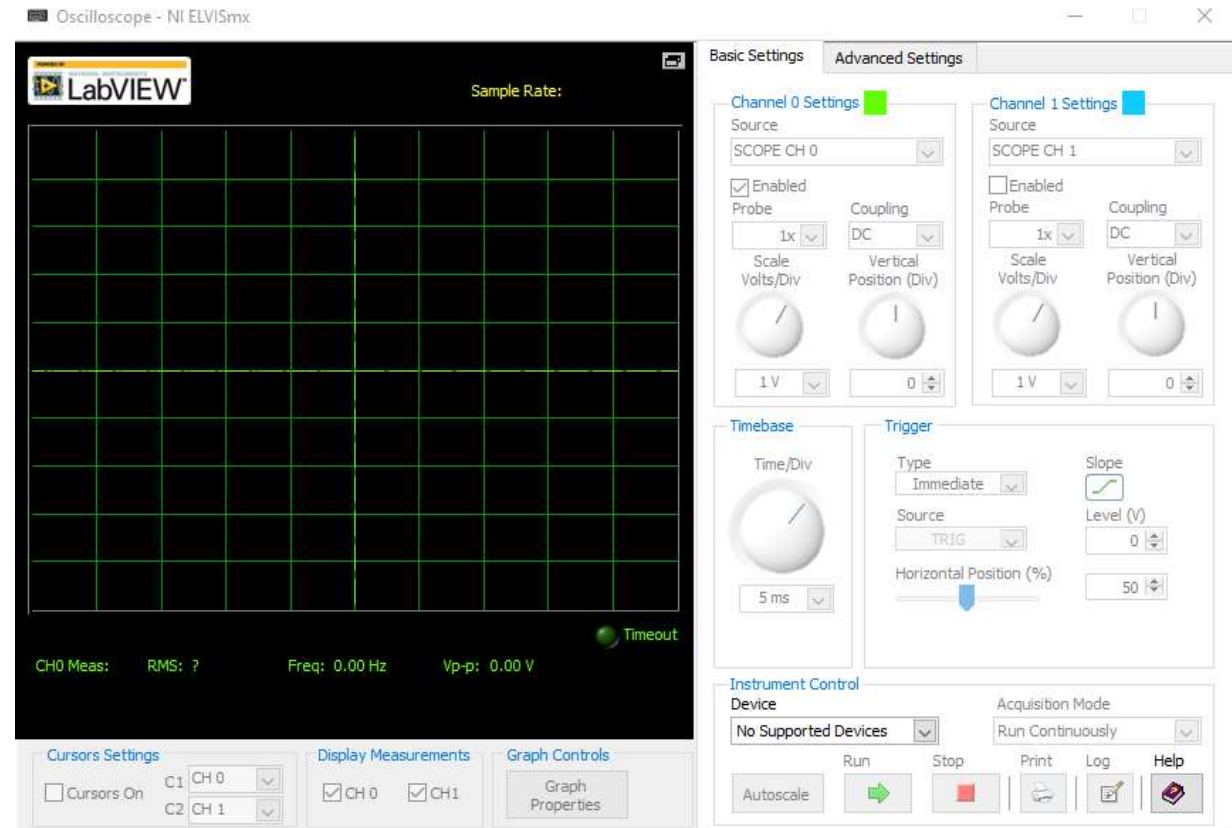 Oscilloscope - NI ELVISmx
LabVIEW
Sample Rate:
Timeout
CH0 Meas: RMS: ? Freq: 0.00 Hz Vp-p: 0.00 V
Cursors Settings
Cursors On
C1 CH 0
C2 CH 1
Display Measurements
CH 0 CH1
Graph Controls
Graph
Properties
Basic Settings Advanced Settings
Channel 0 Settings
Source
SCOPE CH 0
Enabled
Probe Coupling
1x DC
Scale Vertical
Volts/Div Position (Div)
1 V 0
Channel 1 Settings
Source
SCOPE CH 1
Enabled
Probe Coupling
1x DC
Scale Vertical
Volts/Div Position (Div)
1 V 0
Timebase
Time/Div
5 ms
Trigger
Type Slope
Immediate
Source Level (V)
TRIG 0
Horizontal Position (%)
50
Instrument Control
Device Acquisition Mode
No Supported Devices Run Continuously
Run Stop Print Log Help
Autoscale